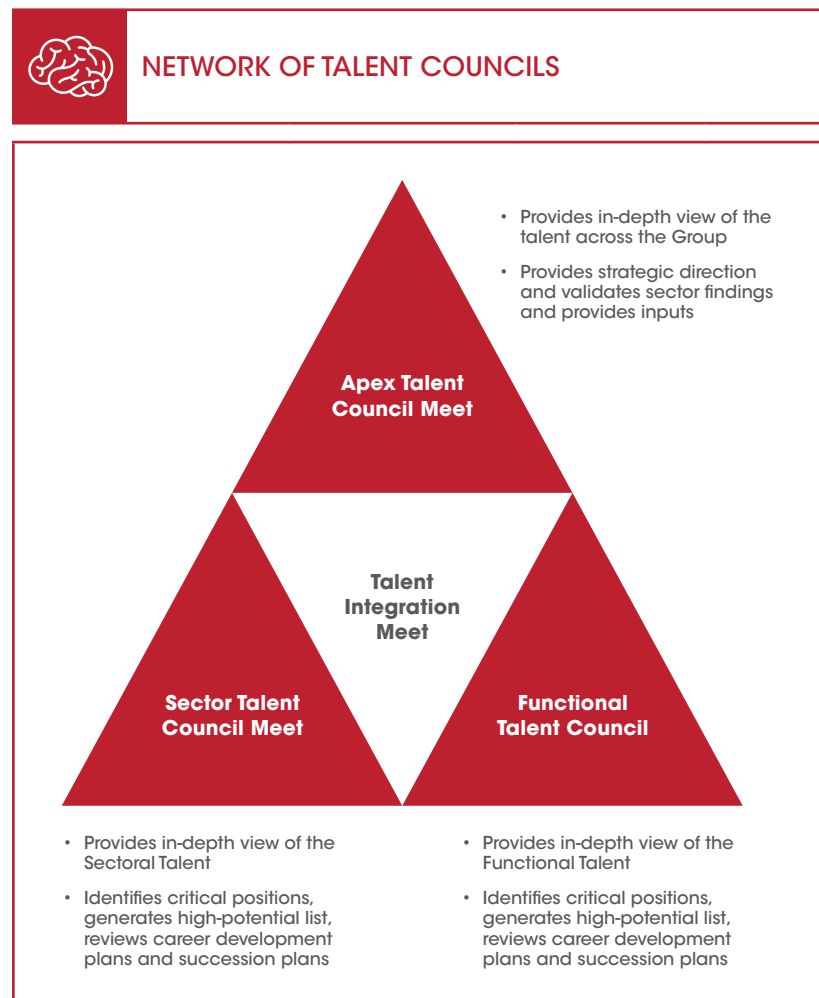 NETWORK OF TALENT COUNCILS
• Provides in-depth view of the
talent across the Group
• Provides strategic direction
and validates sector findings
and provides inputs
Apex Talent
Council Meet
Talent
Integration
Meet
Sector Talent
Council Meet
Functional
Talent Council
• Provides in-depth view of the
Sectoral Talent
• Identifies critical positions,
generates high-potential list,
reviews career development
plans and succession plans
• Provides in-depth view of the
Functional Talent
• Identifies critical positions,
generates high-potential list,
reviews career development
plans and succession plans